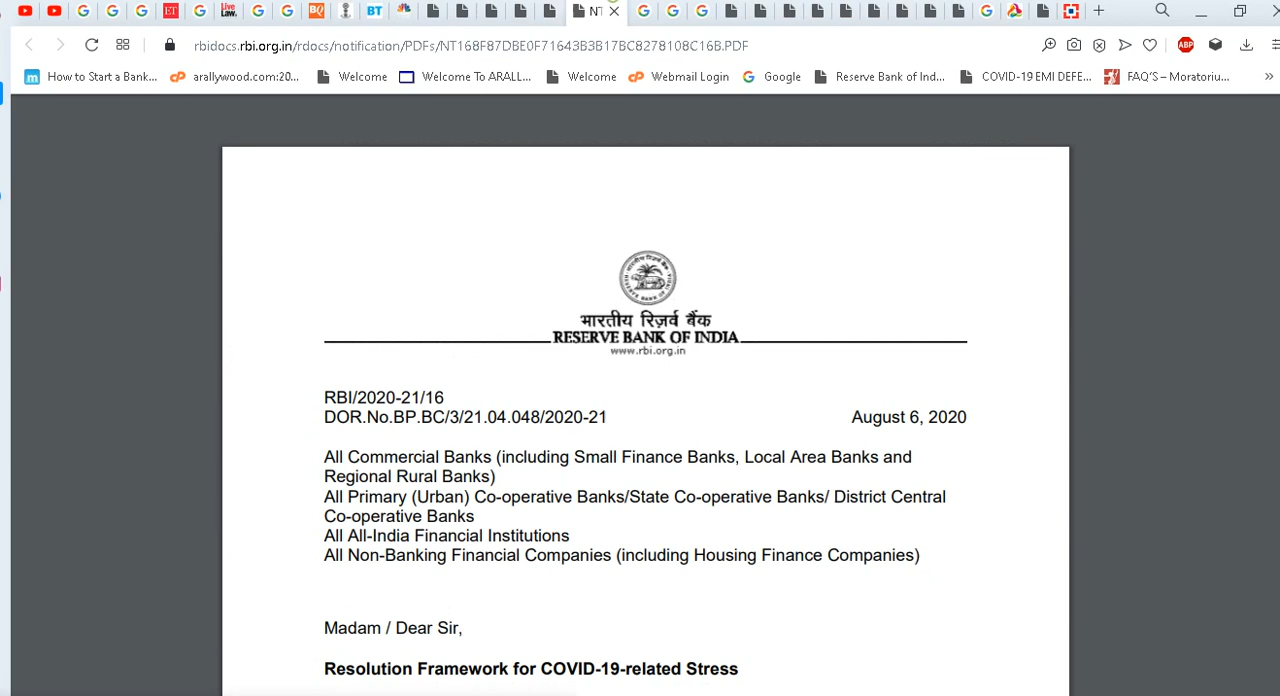 NT
rbidocs.rbi.org.in/rdocs/notification/PDFs/NT168F87DBE0F71643B3B17BC8278108C16B.PDF
ABP
m How to Start a Bank... cP arallywood.com:20... Welcome Welcome To ARALL... Welcome cP Webmail Login G Google Reserve Bank of Ind... COVID-19 EMI DEFE... FAQ'S – Moratoriu... »
भारतीय रिज़र्व बैंक
RESERVE BANK OF INDIA
www.rbi.org.in
RBI/2020-21/16
DOR.No.BP.BC/3/21.04.048/2020-21 August 6, 2020
All Commercial Banks (including Small Finance Banks, Local Area Banks and
Regional Rural Banks)
All Primary (Urban) Co-operative Banks/State Co-operative Banks/ District Central
Co-operative Banks
All All-India Financial Institutions
All Non-Banking Financial Companies (including Housing Finance Companies)
Madam / Dear Sir,
Resolution Framework for COVID-19-related Stress